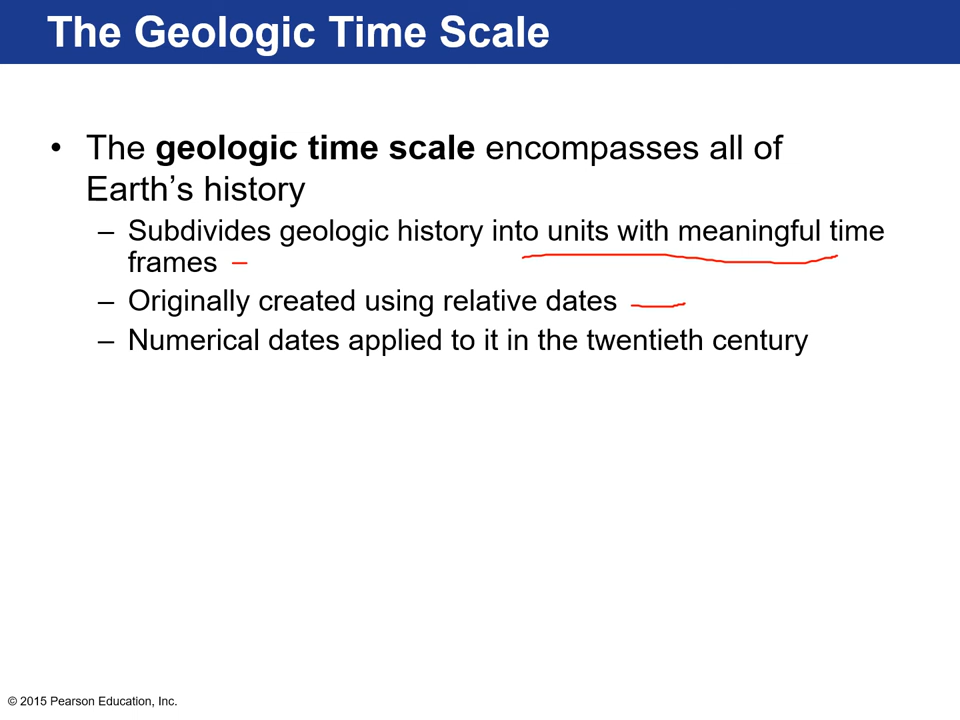 The Geologic Time Scale
• The geologic time scale encompasses all of
Earth’s history
– Subdivides geologic history into units with meaningful time
frames
– Originally created using relative dates
– Numerical dates applied to it in the twentieth century
© 2015 Pearson Education, Inc.